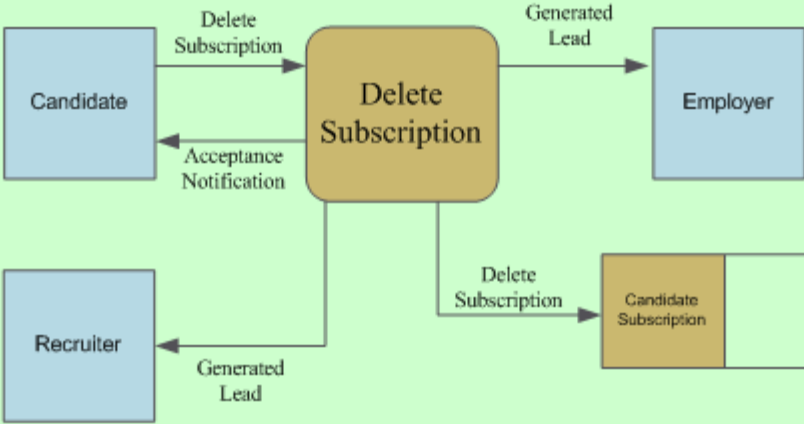 Delete
Subscription
Generated
Lead
Candidate
Delete
Subscription
Employer
Acceptance
Notification
Delete
Subscription
Candidate
Subscription
Recruiter
Generated
Lead